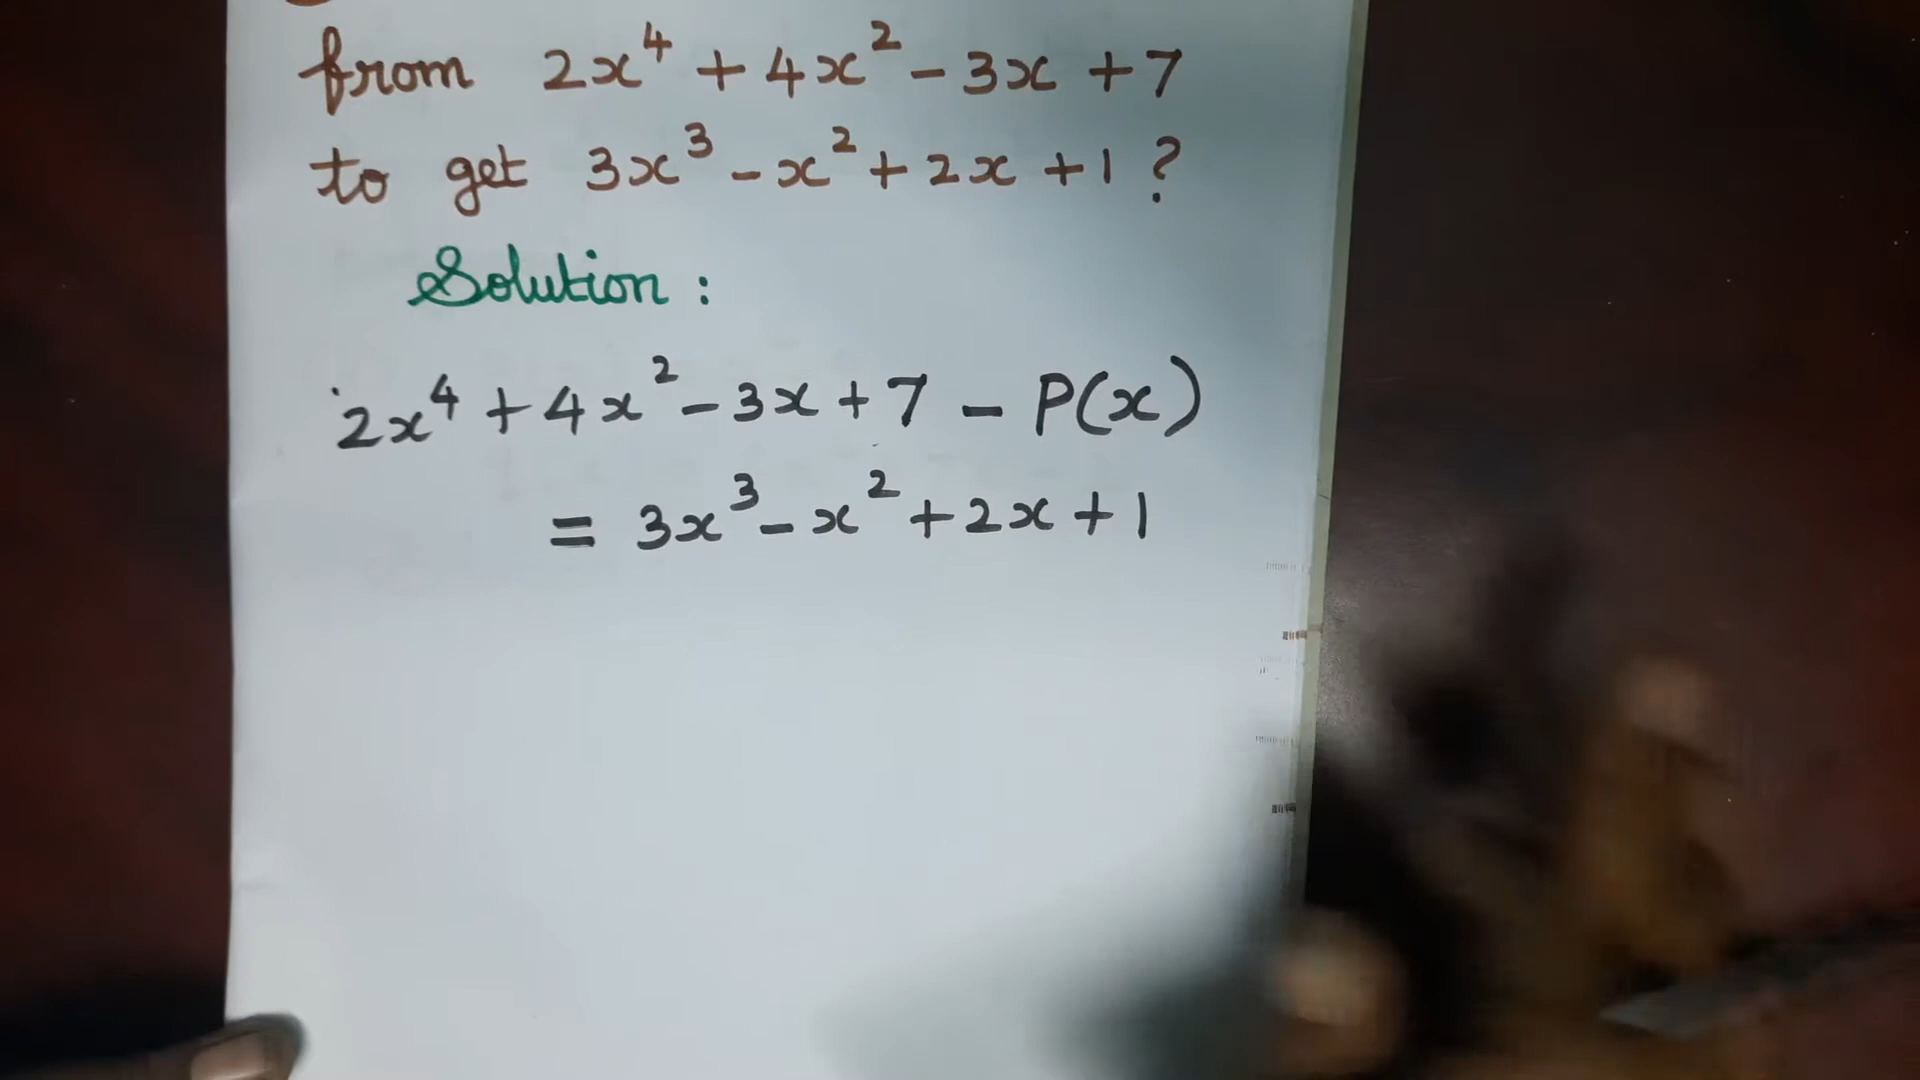 from 2x⁴ + 4x² - 3x + 7
to get 3x³ - x² + 2x + 1 ?
Solution :
2x⁴ + 4x² - 3x + 7 - P(x)
= 3x³ - x² + 2x + 1